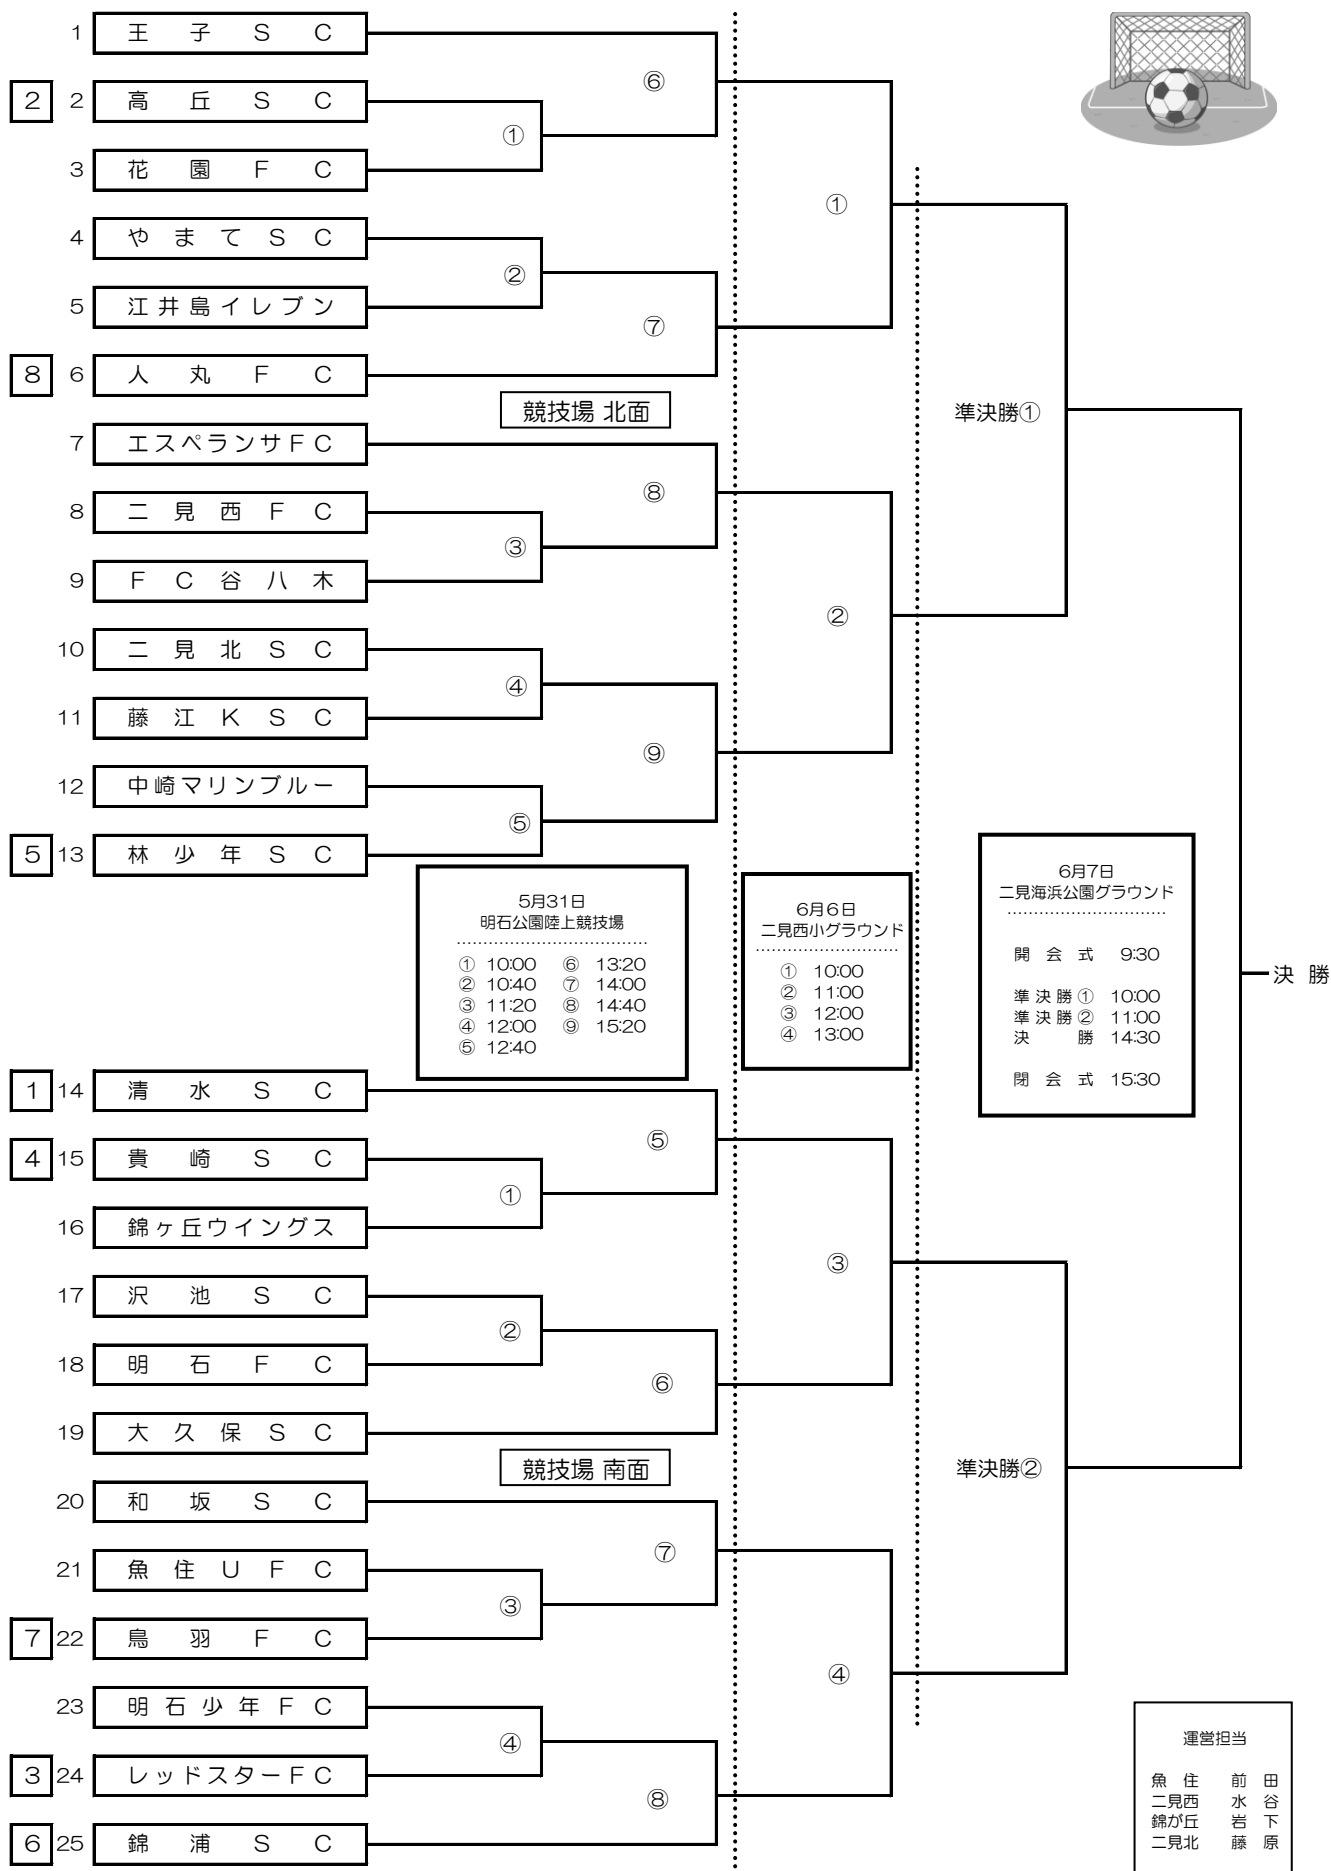 1 王子SC
⑥
2 2 高丘SC
①
3 花園FC
①
4 やまてSC
②
5 江井島イレブン
⑦
8 6 人丸FC
競技場 北面
準決勝①
7 エスペランサFC
⑧
8 二見西FC
③
9 FC谷八木
②
10 二見北SC
④
11 藤江KSC
⑨
12 中崎マリンブルー
⑤
5 13 林少年SC
5月31日
明石公園陸上競技場
① 10:00 ⑥ 13:20
② 10:40 ⑦ 14:00
③ 11:20 ⑧ 14:40
④ 12:00 ⑨ 15:20
⑤ 12:40
6月6日
二見西小グラウンド
① 10:00
② 11:00
③ 12:00
④ 13:00
6月7日
二見海浜公園グラウンド
開会式 9:30
準決勝① 10:00
準決勝② 11:00
決勝 14:30
閉会式 15:30
決勝
1 14 清水SC
⑤
4 15 貴崎SC
①
16 錦ヶ丘ウイングス
③
17 沢池SC
②
18 明石FC
⑥
19 大久保SC
競技場 南面
準決勝②
20 和坂SC
⑦
21 魚住UFC
③
7 22 鳥羽FC
④
23 明石少年FC
④
3 24 レッドスターFC
⑧
6 25 錦浦SC
運営担当
魚住 前田
二見西 水谷
錦が丘 岩下
二見北 藤原